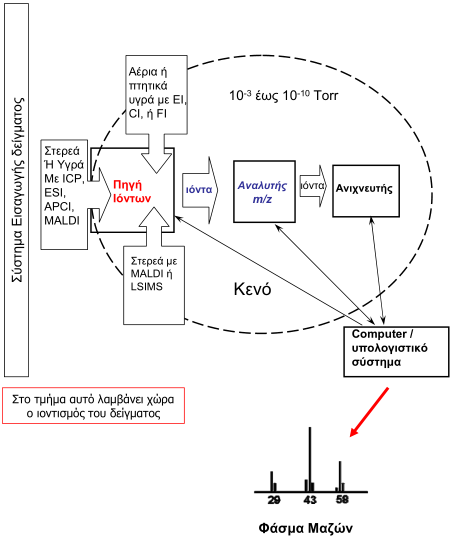 Σύστημα Εισαγωγής δείγματος
Αέρια ή
πτητικά
υγρά με EI,
CI, ή FI
10-3 έως 10-10 Torr
Στερεά
Ή Υγρά
Με ICP,
ESI,
APCI,
MALDI
Πηγή
Ιόντων
ιόντα
Αναλυτής
m/z
ιόντα
Ανιχνευτής
Στερεά με
MALDI ή
LSIMS
Κενό
Computer /
υπολογιστικό
σύστημα
Στο τμήμα αυτό λαμβάνει χώρα
ο ιοντισμός του δείγματος
29 43 58
Φάσμα Μαζών